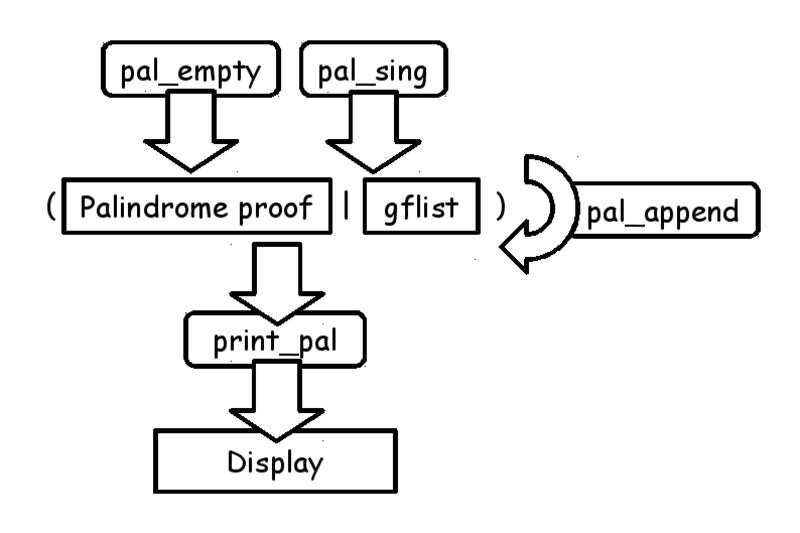 pal_empty pal_sing
( Palindrome proof | gflist ) pal_append
print_pal
Display